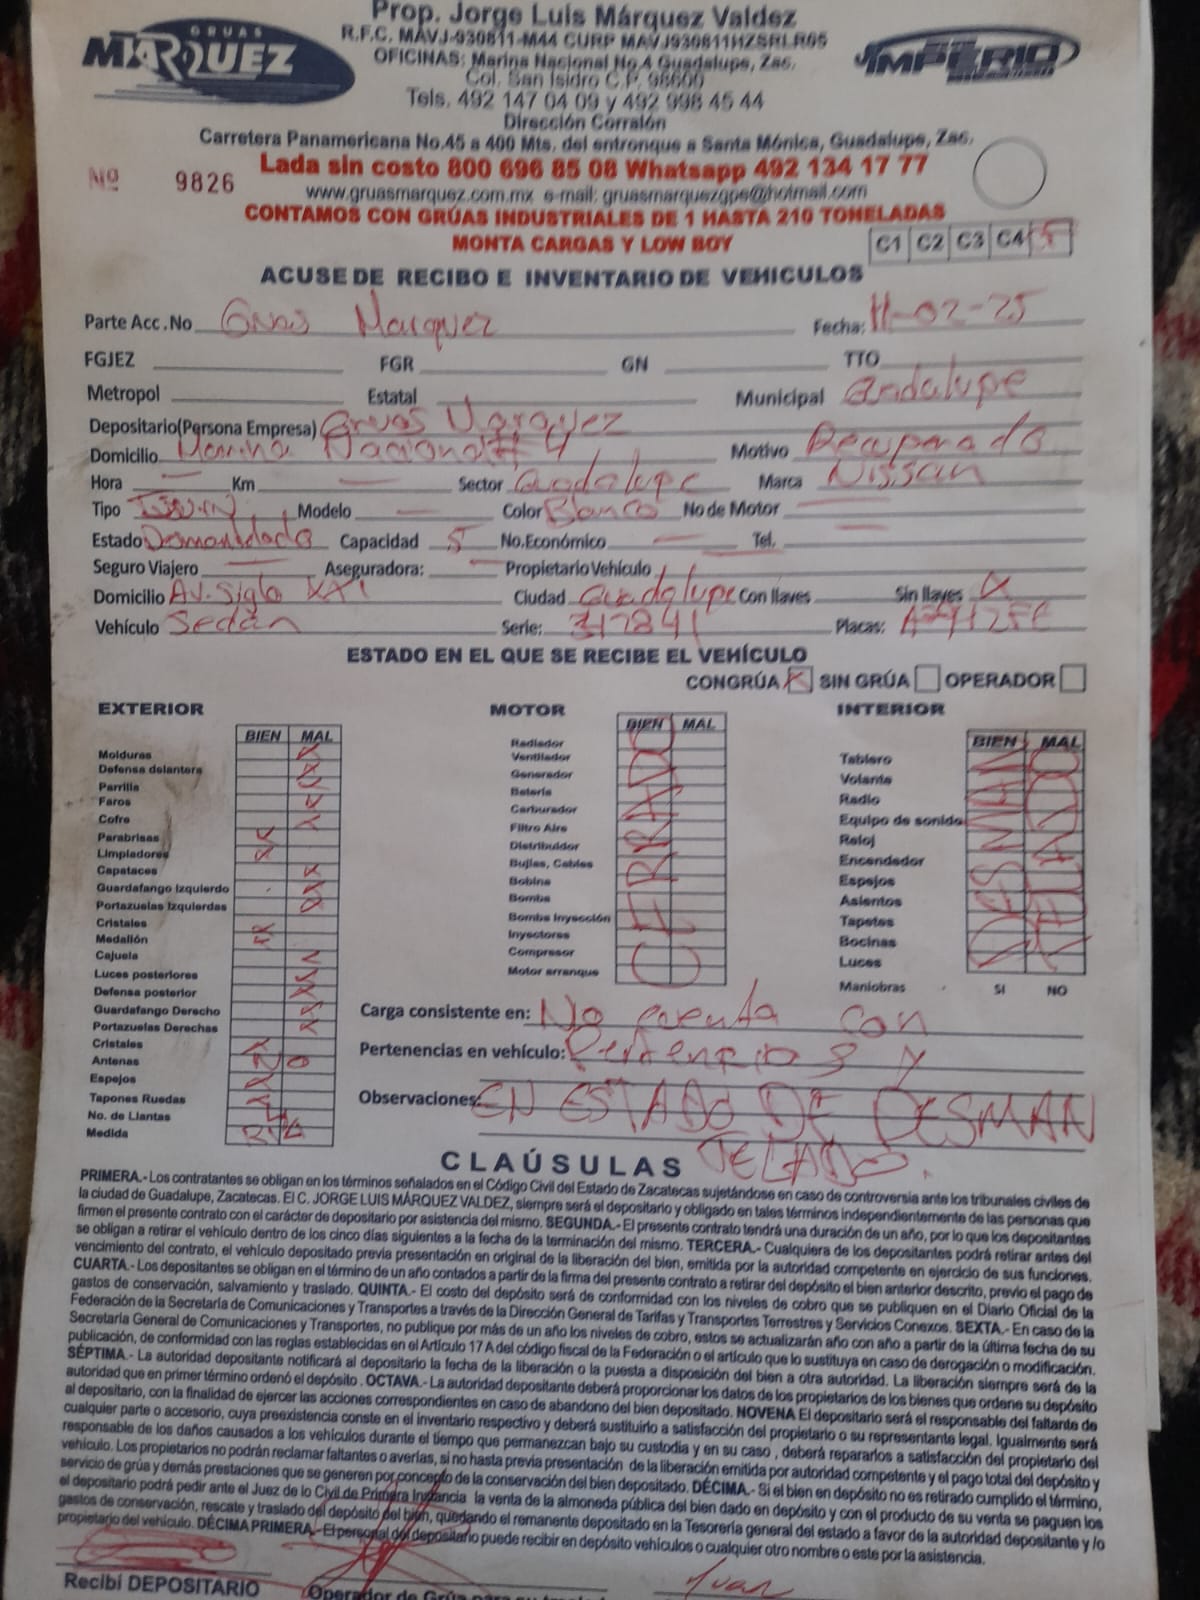 GRUAS
MÁRQUEZ
IMPERIO
Prop. Jorge Luis Márquez Valdez
R.F.C. MAVJ-930811-M44 CURP MAVJ930811HZSRLR05
OFICINAS: Marina Nacional No.4 Guadalupe, Zac.
Col. San Isidro C.P. 98600
Tels. 492 147 04 09 y 492 998 45 44
Dirección Corralón
Carretera Panamericana No.45 a 400 Mts. del entronque a Santa Mónica, Guadalupe, Zac.
Nº 9826
Lada sin costo 800 696 85 08 Whatsapp 492 134 17 77
www.gruasmarquez.com.mx e-mail: gruasmarquezgpe@hotmail.com
CONTAMOS CON GRÚAS INDUSTRIALES DE 1 HASTA 210 TONELADAS
MONTA CARGAS Y LOW BOY
C1 C2 C3 C4
ACUSE DE RECIBO E INVENTARIO DE VEHICULOS
Parte Acc. No Gruas Marquez Fecha: 11-02-25
FGJEZ FGR GN TTO
Metropol Estatal Municipal Guadalupe
Depositario(Persona Empresa) Gruas Marquez
Domicilio Marina Nacional # 4 Motivo Recuperado
Hora — Km — Sector Guadalupe Marca Nissan
Tipo Tsuru Modelo — Color Blanco No de Motor —
Estado Desmantelado Capacidad 5 No.Económico — Tel. —
Seguro Viajero — Aseguradora: — Propietario Vehículo
Domicilio Av. Siglo XXI Ciudad Guadalupe Con llaves Sin llaves X
Vehículo Sedan Serie: 317841 Placas:
ESTADO EN EL QUE SE RECIBE EL VEHÍCULO
CON GRÚA X SIN GRÚA OPERADOR
EXTERIOR
BIEN MAL
Molduras X
Defensa delantera X
Parrilla X
Faros X
Cofre X
Parabrisas X
Limpiadores X
Capataces X
Guardafango Izquierdo X
Portazuelas Izquierdas X
Cristales X
Medallón X
Cajuela X
Luces posteriores X
Defensa posterior X
Guardafango Derecho X
Portazuelas Derechas X
Cristales X
Antenas NO
Espejos X
Tapones Ruedas X
No. de Llantas 4
Medida R14
MOTOR
BIEN MAL
Radiador
Ventilador
Generador
Batería
Carburador
Filtro Aire
Distribuidor
Bujías, Cables
Bobina
Bomba
Bomba Inyección
Inyectores
Compresor
Motor arranque
CERRADO
INTERIOR
BIEN MAL
Tablero
Volante
Radio
Equipo de sonido
Reloj
Encendedor
Espejos
Asientos
Tapetes
Bocinas
Luces
DESMAN
TELADO
Maniobras SI NO
Carga consistente en: No cuenta con
Pertenencias en vehículo: Pertencias y
Observaciones: EN ESTADO DE DESMAN
TELADO.
CLAÚSULAS
PRIMERA.- Los contratantes se obligan en los términos señalados en el Código Civil del Estado de Zacatecas sujetándose en caso de controversia ante los tribunales civiles de
la ciudad de Guadalupe, Zacatecas. El C. JORGE LUIS MÁRQUEZ VALDEZ, siempre será el depositario y obligado en tales términos independientemente de las personas que
firmen el presente contrato con el carácter de depositario por asistencia del mismo. SEGUNDA.- El presente contrato tendrá una duración de un año, por lo que los depositantes
se obligan a retirar el vehículo dentro de los cinco días siguientes a la fecha de la terminación del mismo. TERCERA.- Cualquiera de los depositantes podrá retirar antes del
vencimiento del contrato, el vehículo depositado previa presentación en original de la liberación del bien, emitida por la autoridad competente en ejercicio de sus funciones.
CUARTA.- Los depositantes se obligan en el término de un año contados a partir de la firma del presente contrato a retirar del depósito el bien anterior descrito, previo el pago de
gastos de conservación, salvamiento y traslado. QUINTA.- El costo del depósito será de conformidad con los niveles de cobro que se publiquen en el Diario Oficial de la
Federación de la Secretaría de Comunicaciones y Transportes a través de la Dirección General de Tarifas y Transportes Terrestres y Servicios Conexos. SEXTA.- En caso de la
Secretaría General de Comunicaciones y Transportes, no publique por más de un año los niveles de cobro, estos se actualizarán año con año a partir de la última fecha de su
publicación, de conformidad con las reglas establecidas en el Artículo 17 A del código fiscal de la Federación o el artículo que lo sustituya en caso de derogación o modificación.
SÉPTIMA.- La autoridad depositante notificará al depositario la fecha de la liberación o la puesta a disposición del bien a otra autoridad. La liberación siempre será de la
autoridad que en primer término ordenó el depósito. OCTAVA.- La autoridad depositante deberá proporcionar los datos de los propietarios de los bienes que ordene su depósito
al depositario, con la finalidad de ejercer las acciones correspondientes en caso de abandono del bien depositado. NOVENA El depositario será el responsable del faltante de
cualquier parte o accesorio, cuya preexistencia conste en el inventario respectivo y deberá sustituirlo a satisfacción del propietario o su representante legal. Igualmente será
responsable de los daños causados a los vehículos durante el tiempo que permanezcan bajo su custodia y en su caso , deberá repararlos a satisfacción del propietario del
vehículo. Los propietarios no podrán reclamar faltantes o averías, si no hasta previa presentación de la liberación emitida por autoridad competente y el pago total del depósito y
servicio de grúa y demás prestaciones que se generen por concepto de la conservación del bien depositado. DÉCIMA.- Si el bien en depósito no es retirado cumplido el término,
el depositario podrá pedir ante el Juez de lo Civil de Primera Instancia la venta de la almoneda pública del bien dado en depósito y con el producto de su venta se paguen los
gastos de conservación, rescate y traslado del depósito del bien, quedando el remanente depositado en la Tesorería general del estado a favor de la autoridad depositante y /o
propietario del vehículo. DÉCIMA PRIMERA.- El personal del depositario puede recibir en depósito vehículos o cualquier otro nombre o este por la asistencia.
Recibí DEPOSITARIO Operador de Grúa para su Ivan